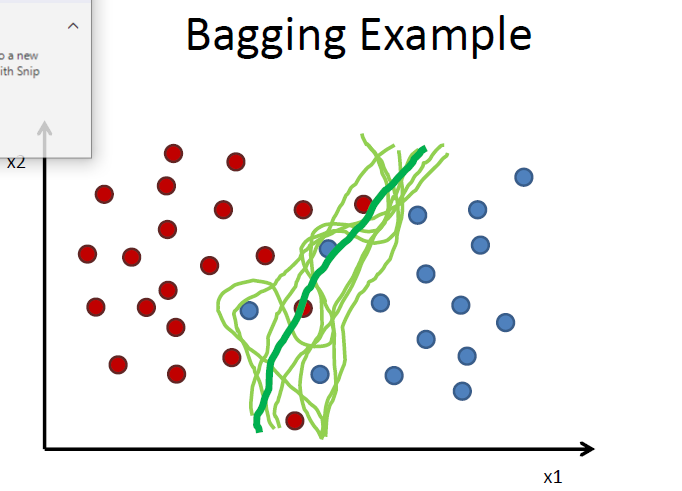 Bagging Example
o a new
ith Snip
x2
x1